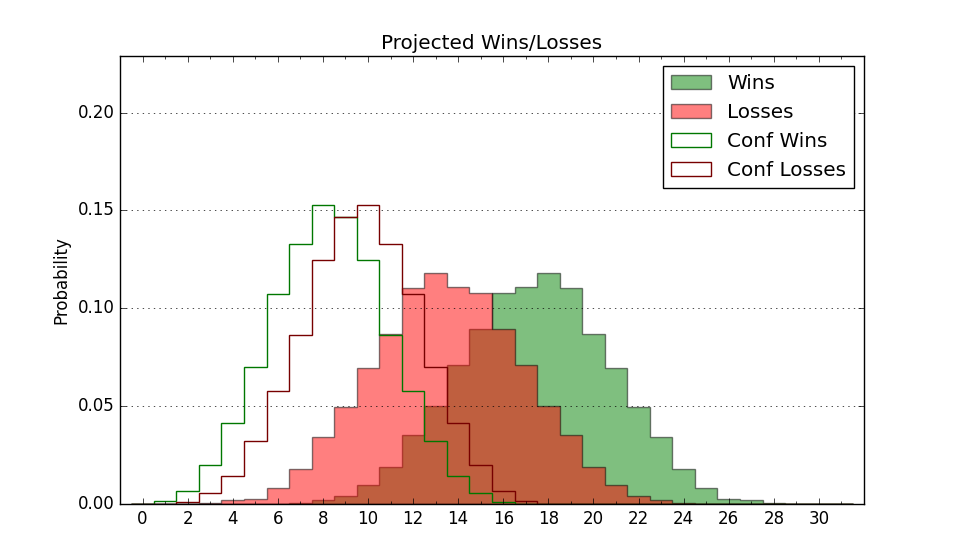 Projected Wins/Losses
Wins
Losses
Conf Wins
Conf Losses
Probability
0.20
0.15
0.10
0.05
0.00
0 2 4 6 8 10 12 14 16 18 20 22 24 26 28 30